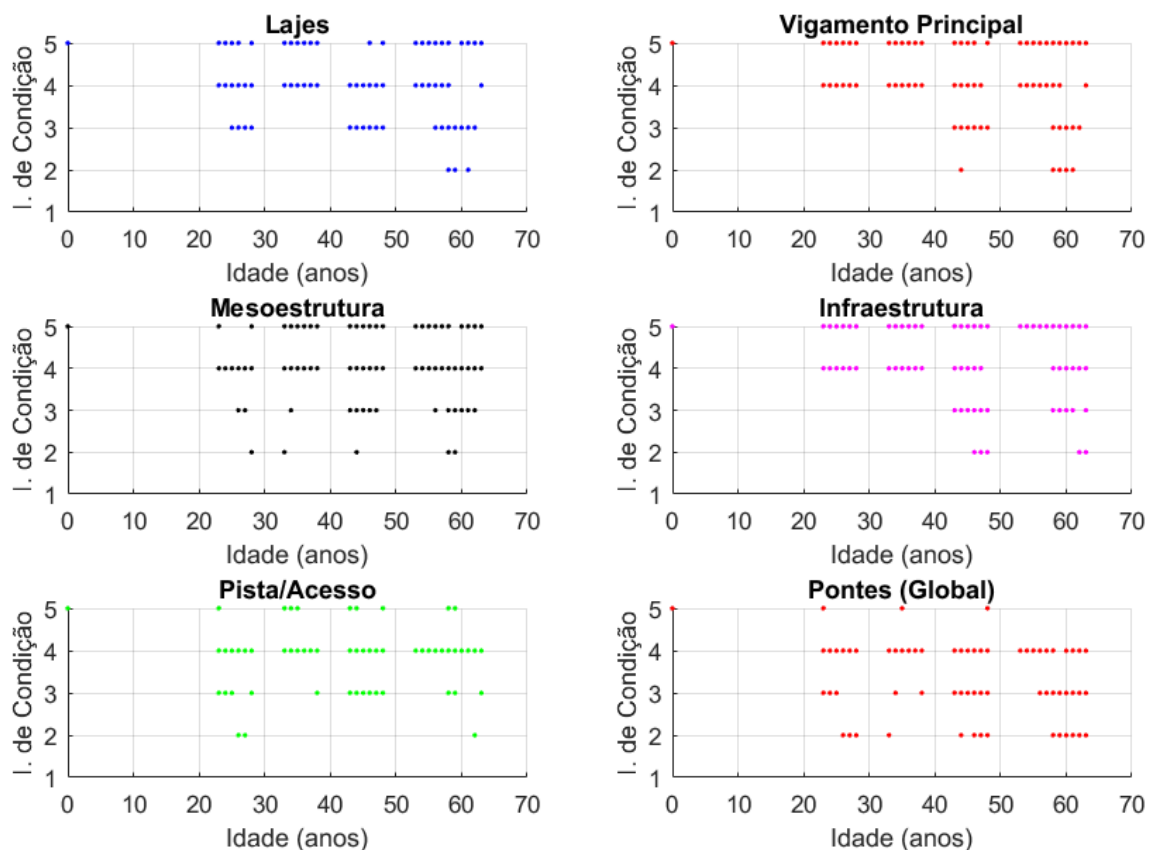 Lajes
I. de Condição
5
4
3
2
1
0 10 20 30 40 50 60 70
Idade (anos)
Vigamento Principal
I. de Condição
5
4
3
2
1
0 10 20 30 40 50 60 70
Idade (anos)
Mesoestrutura
I. de Condição
5
4
3
2
1
0 10 20 30 40 50 60 70
Idade (anos)
Infraestrutura
I. de Condição
5
4
3
2
1
0 10 20 30 40 50 60 70
Idade (anos)
Pista/Acesso
I. de Condição
5
4
3
2
1
0 10 20 30 40 50 60 70
Idade (anos)
Pontes (Global)
I. de Condição
5
4
3
2
1
0 10 20 30 40 50 60 70
Idade (anos)